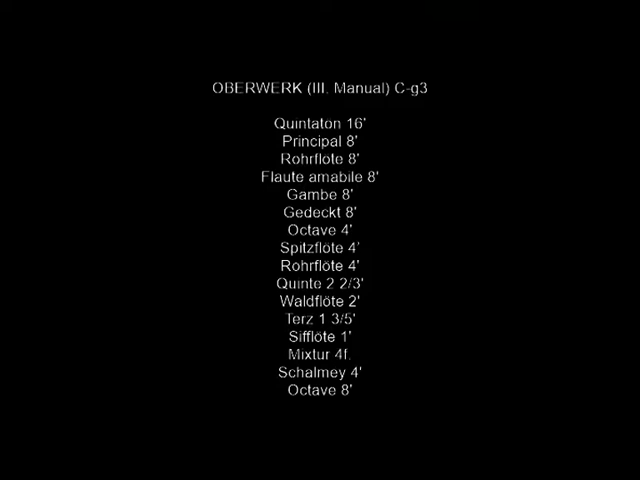 OBERWERK (III. Manual) C-g3
Quintaton 16'
Principal 8'
Rohrflöte 8'
Flaute amabile 8'
Gambe 8'
Gedeckt 8'
Octave 4'
Spitzflöte 4'
Rohrflöte 4'
Quinte 2 2/3'
Waldflöte 2'
Terz 1 3/5'
Sifflöte 1'
Mixtur 4f.
Schalmey 4'
Octave 8'